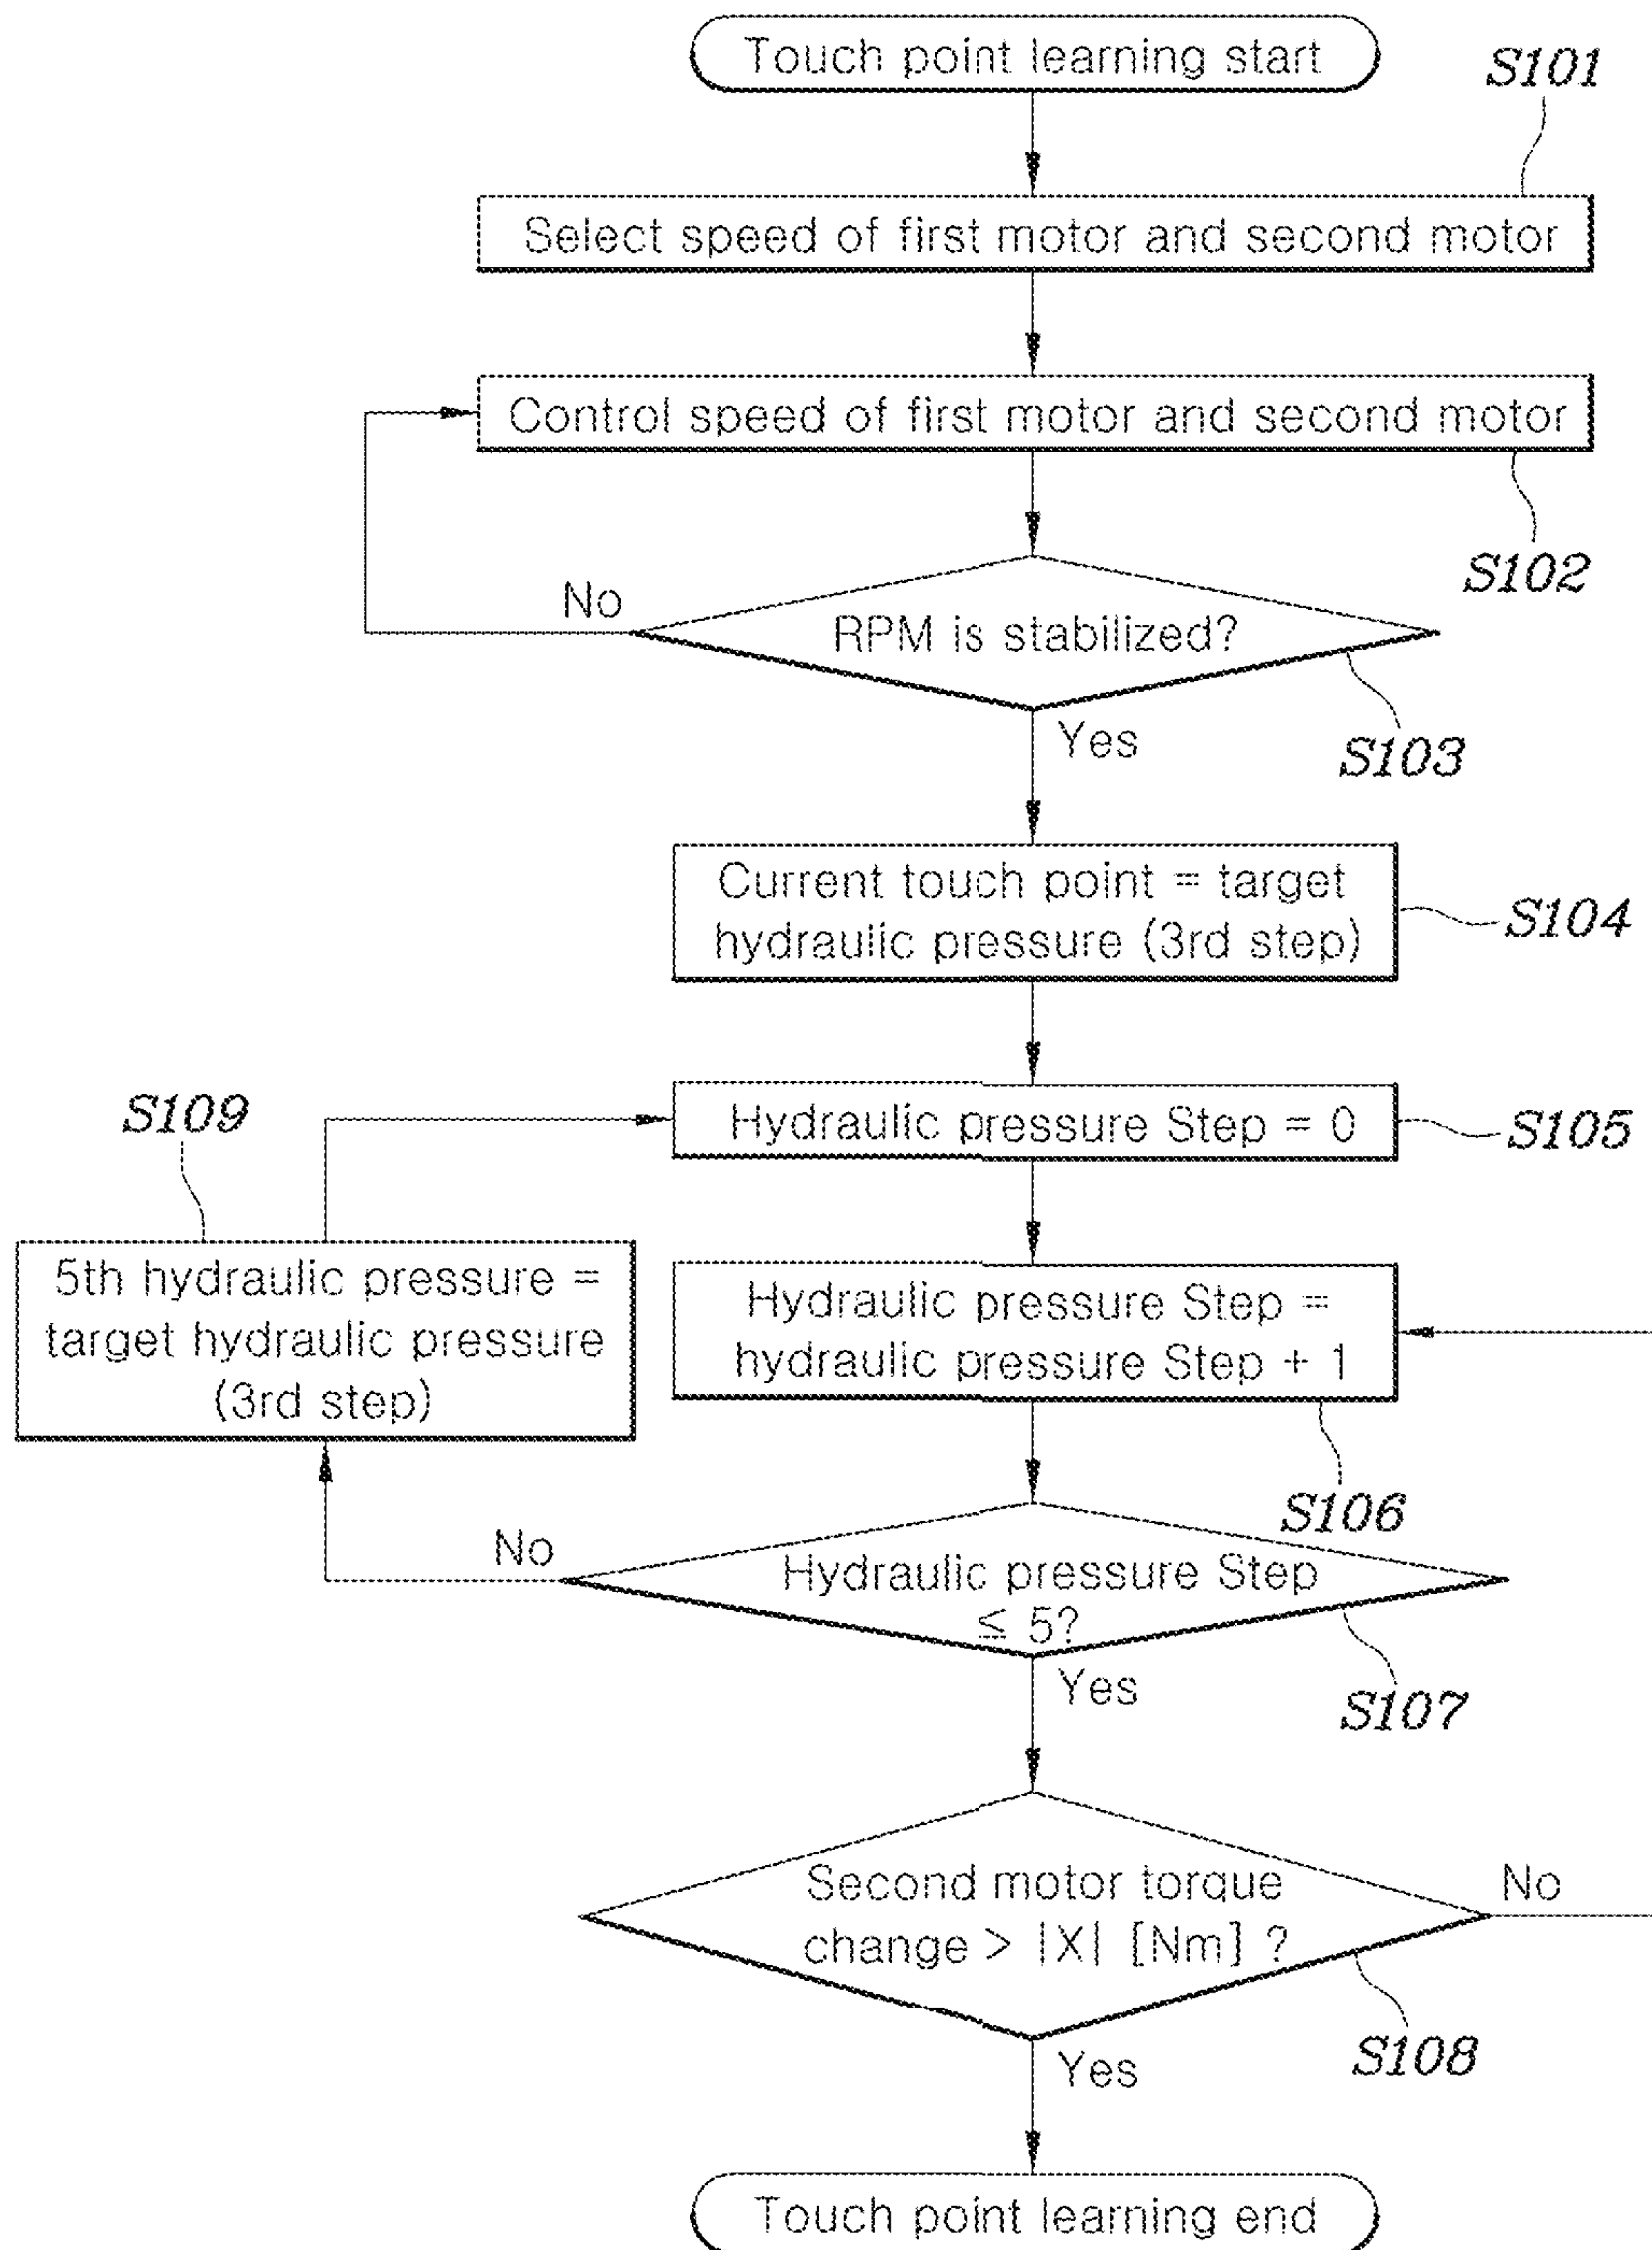 Touch point learning start
S101
Select speed of first motor and second motor
Control speed of first motor and second motor
S102
No
RPM is stabilized?
Yes
S103
Current touch point = target
hydraulic pressure (3rd step)
S104
S109
Hydraulic pressure Step = 0
S105
5th hydraulic pressure =
target hydraulic pressure
(3rd step)
Hydraulic pressure Step =
hydraulic pressure Step + 1
S106
No
Hydraulic pressure Step
≦ 5?
Yes
S107
Second motor torque
change > |X| [Nm] ?
No
Yes
S108
Touch point learning end